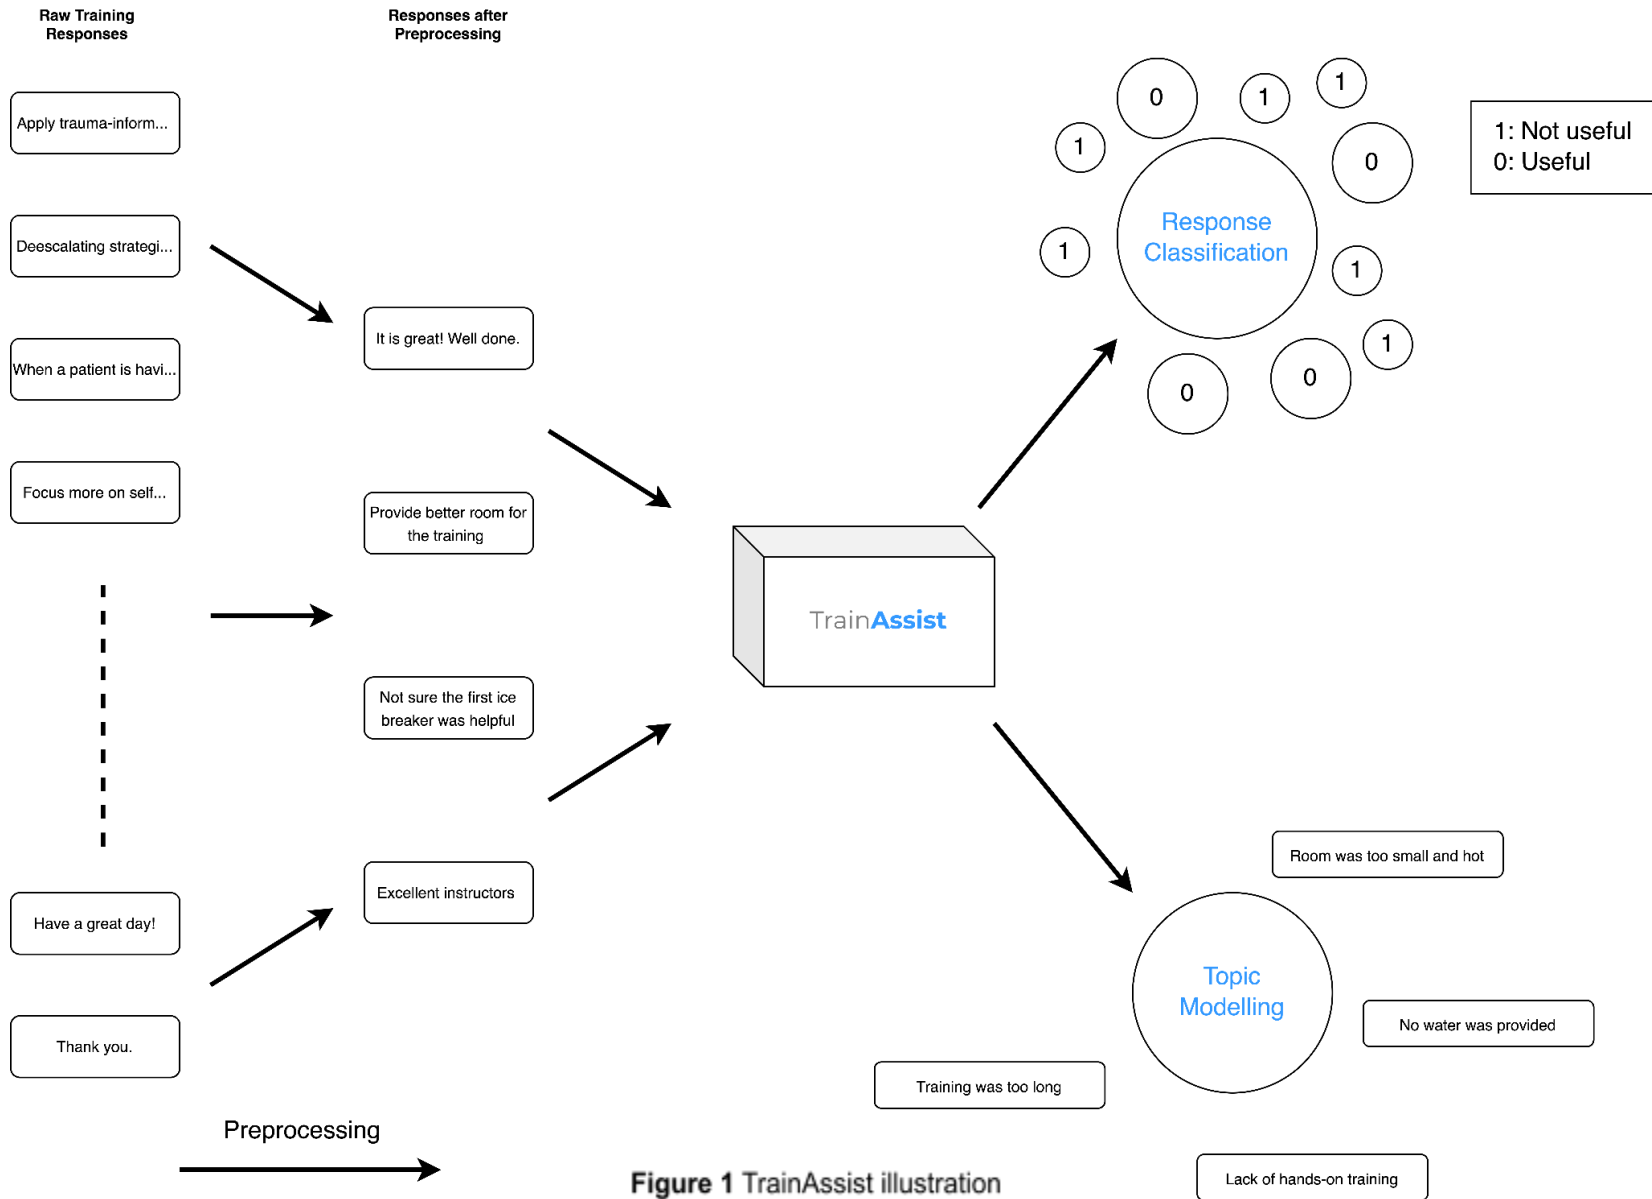 Raw Training
Responses
Responses after
Preprocessing
Apply trauma-inform...
Deescalating strategi...
When a patient is havi...
Focus more on self...
Have a great day!
Thank you.
Preprocessing
It is great! Well done.
Provide better room for
the training
Not sure the first ice
breaker was helpful
Excellent instructors
TrainAssist
0
1
1
1
0
1
1
1
0
0
Response
Classification
1: Not useful
0: Useful
Topic
Modelling
Room was too small and hot
No water was provided
Training was too long
Lack of hands-on training
Figure 1 TrainAssist illustration